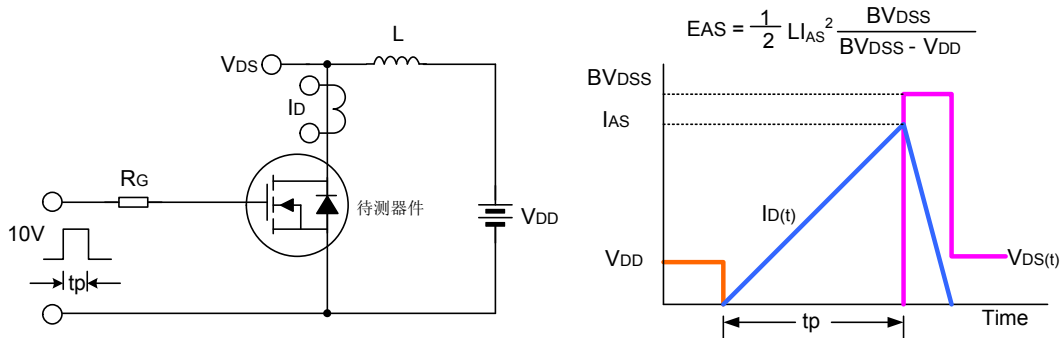 VDS
L
ID
RG
10V
tp
待测器件
VDD
EAS = 1/2 LIAS² BVDSS/(BVDSS - VDD)
BVDSS
IAS
ID(t)
VDD
VDS(t)
tp
Time